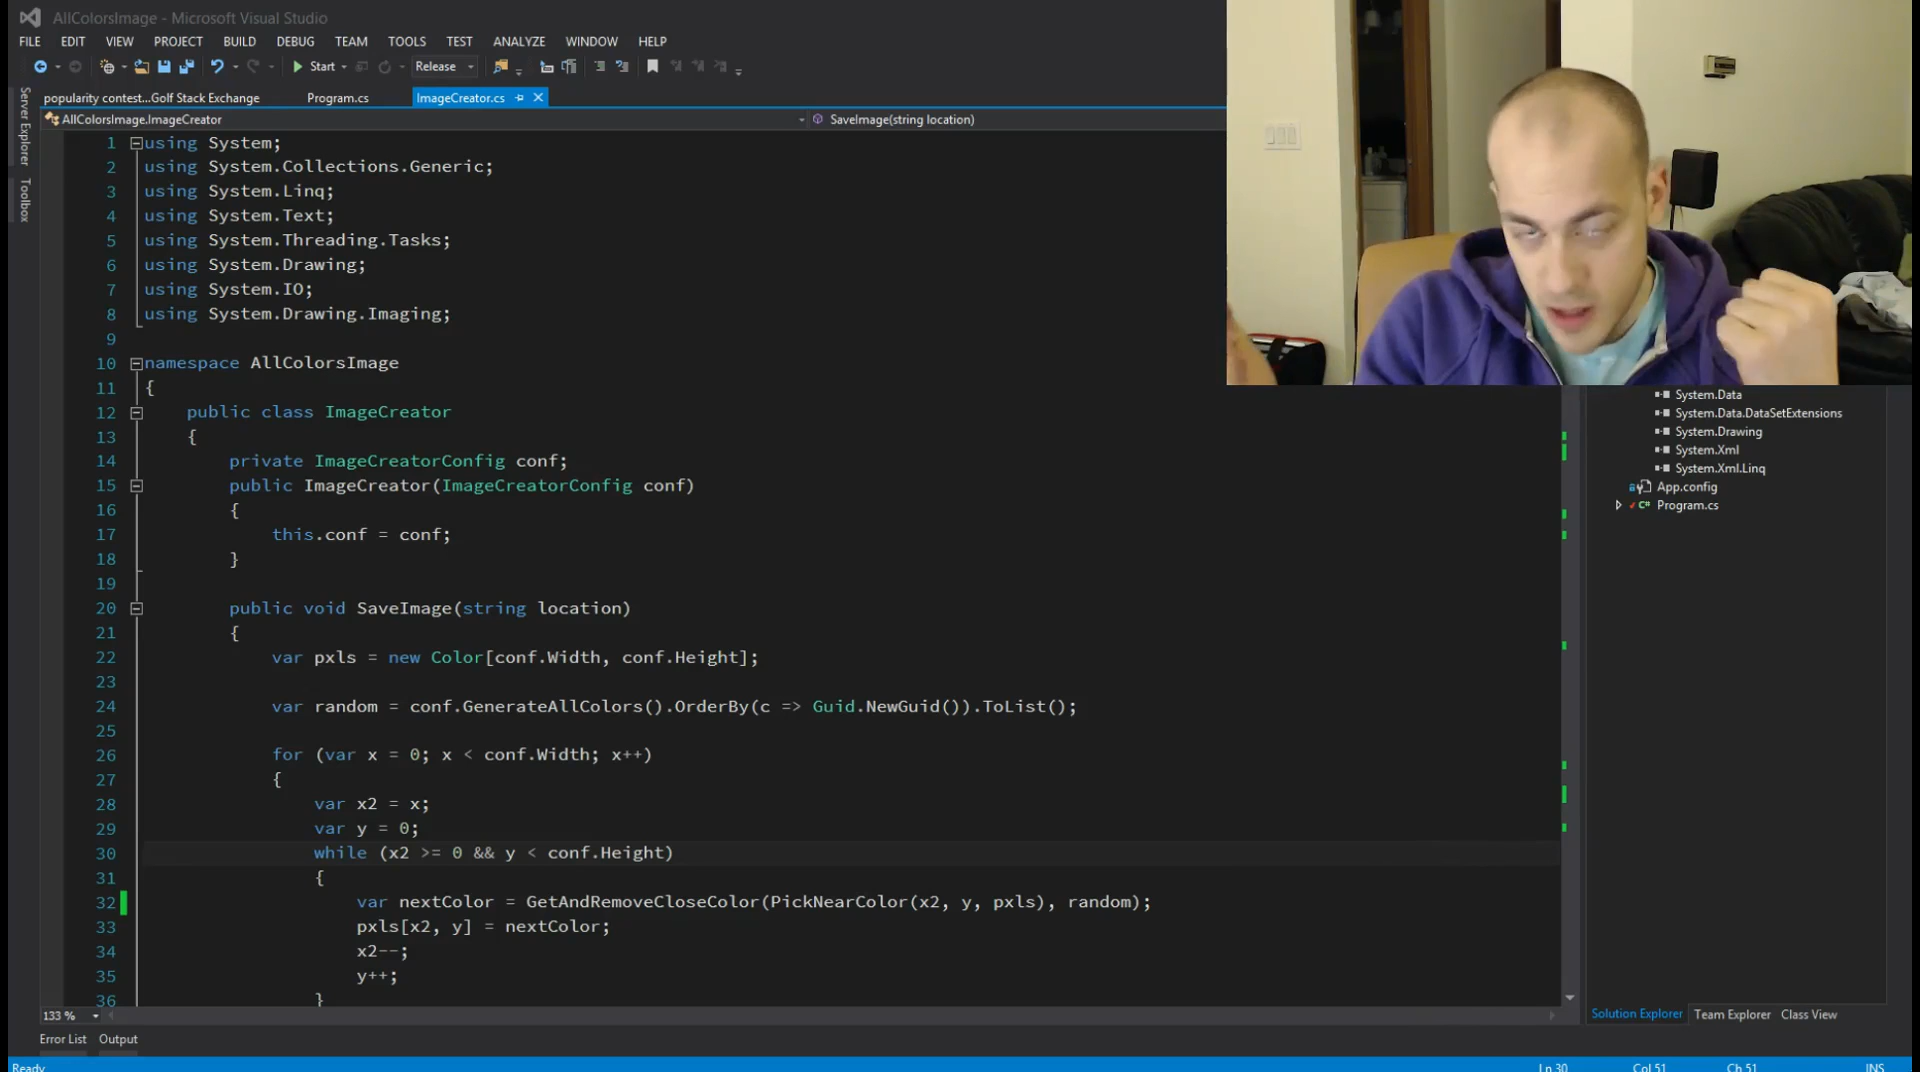 AllColorsImage - Microsoft Visual Studio
FILE EDIT VIEW PROJECT BUILD DEBUG TEAM TOOLS TEST ANALYZE WINDOW HELP
Start Release
Server Explorer
Toolbox
popularity contest...Golf Stack Exchange Program.cs ImageCreator.cs
AllColorsImage.ImageCreator SaveImage(string location)
1 using System;
2 using System.Collections.Generic;
3 using System.Linq;
4 using System.Text;
5 using System.Threading.Tasks;
6 using System.Drawing;
7 using System.IO;
8 using System.Drawing.Imaging;
9
10 namespace AllColorsImage
11 {
12 public class ImageCreator
13 {
14 private ImageCreatorConfig conf;
15 public ImageCreator(ImageCreatorConfig conf)
16 {
17 this.conf = conf;
18 }
19
20 public void SaveImage(string location)
21 {
22 var pxls = new Color[conf.Width, conf.Height];
23
24 var random = conf.GenerateAllColors().OrderBy(c => Guid.NewGuid()).ToList();
25
26 for (var x = 0; x < conf.Width; x++)
27 {
28 var x2 = x;
29 var y = 0;
30 while (x2 >= 0 && y < conf.Height)
31 {
32 var nextColor = GetAndRemoveCloseColor(PickNearColor(x2, y, pxls), random);
33 pxls[x2, y] = nextColor;
34 x2--;
35 y++;
36 }
System.Data
System.Data.DataSetExtensions
System.Drawing
System.Xml
System.Xml.Linq
App.config
C# Program.cs
133 %
Solution Explorer Team Explorer Class View
Error List Output
Ready Ln 30 Col 51 Ch 51 INS